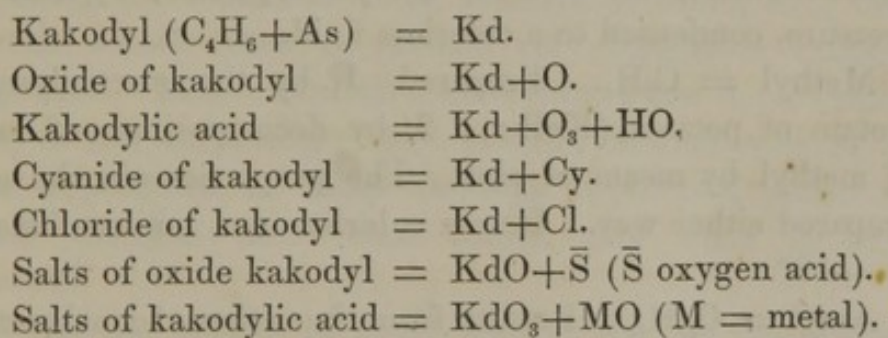 Kakodyl (C₄H₆+As) = Kd.
Oxide of kakodyl = Kd+O.
Kakodylic acid = Kd+O₃+HO.
Cyanide of kakodyl = Kd+Cy.
Chloride of kakodyl = Kd+Cl.
Salts of oxide kakodyl = KdO+S̄ (S̄ oxygen acid).
Salts of kakodylic acid = KdO₃+MO (M = metal).